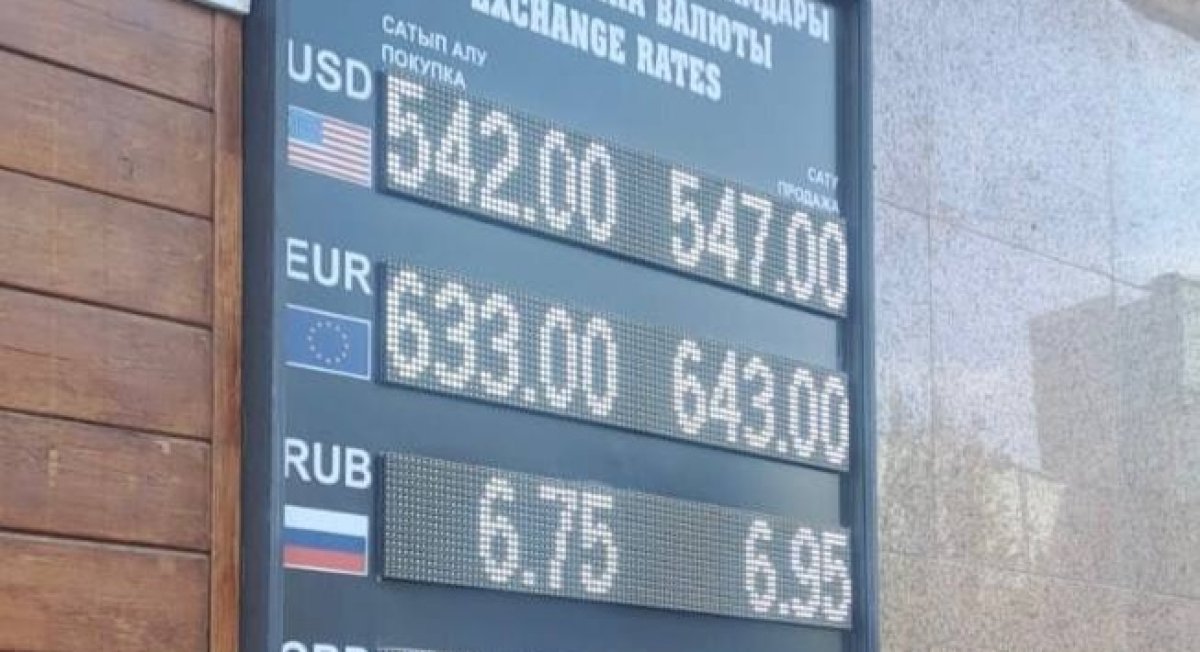 ВАЛЮТЫ
EXCHANGE RATES
САТЫП АЛУ
ПОКУПКА
САТУ
ПРОДАЖА
USD 542.00 547.00
EUR 633.00 643.00
RUB 6.75 6.95